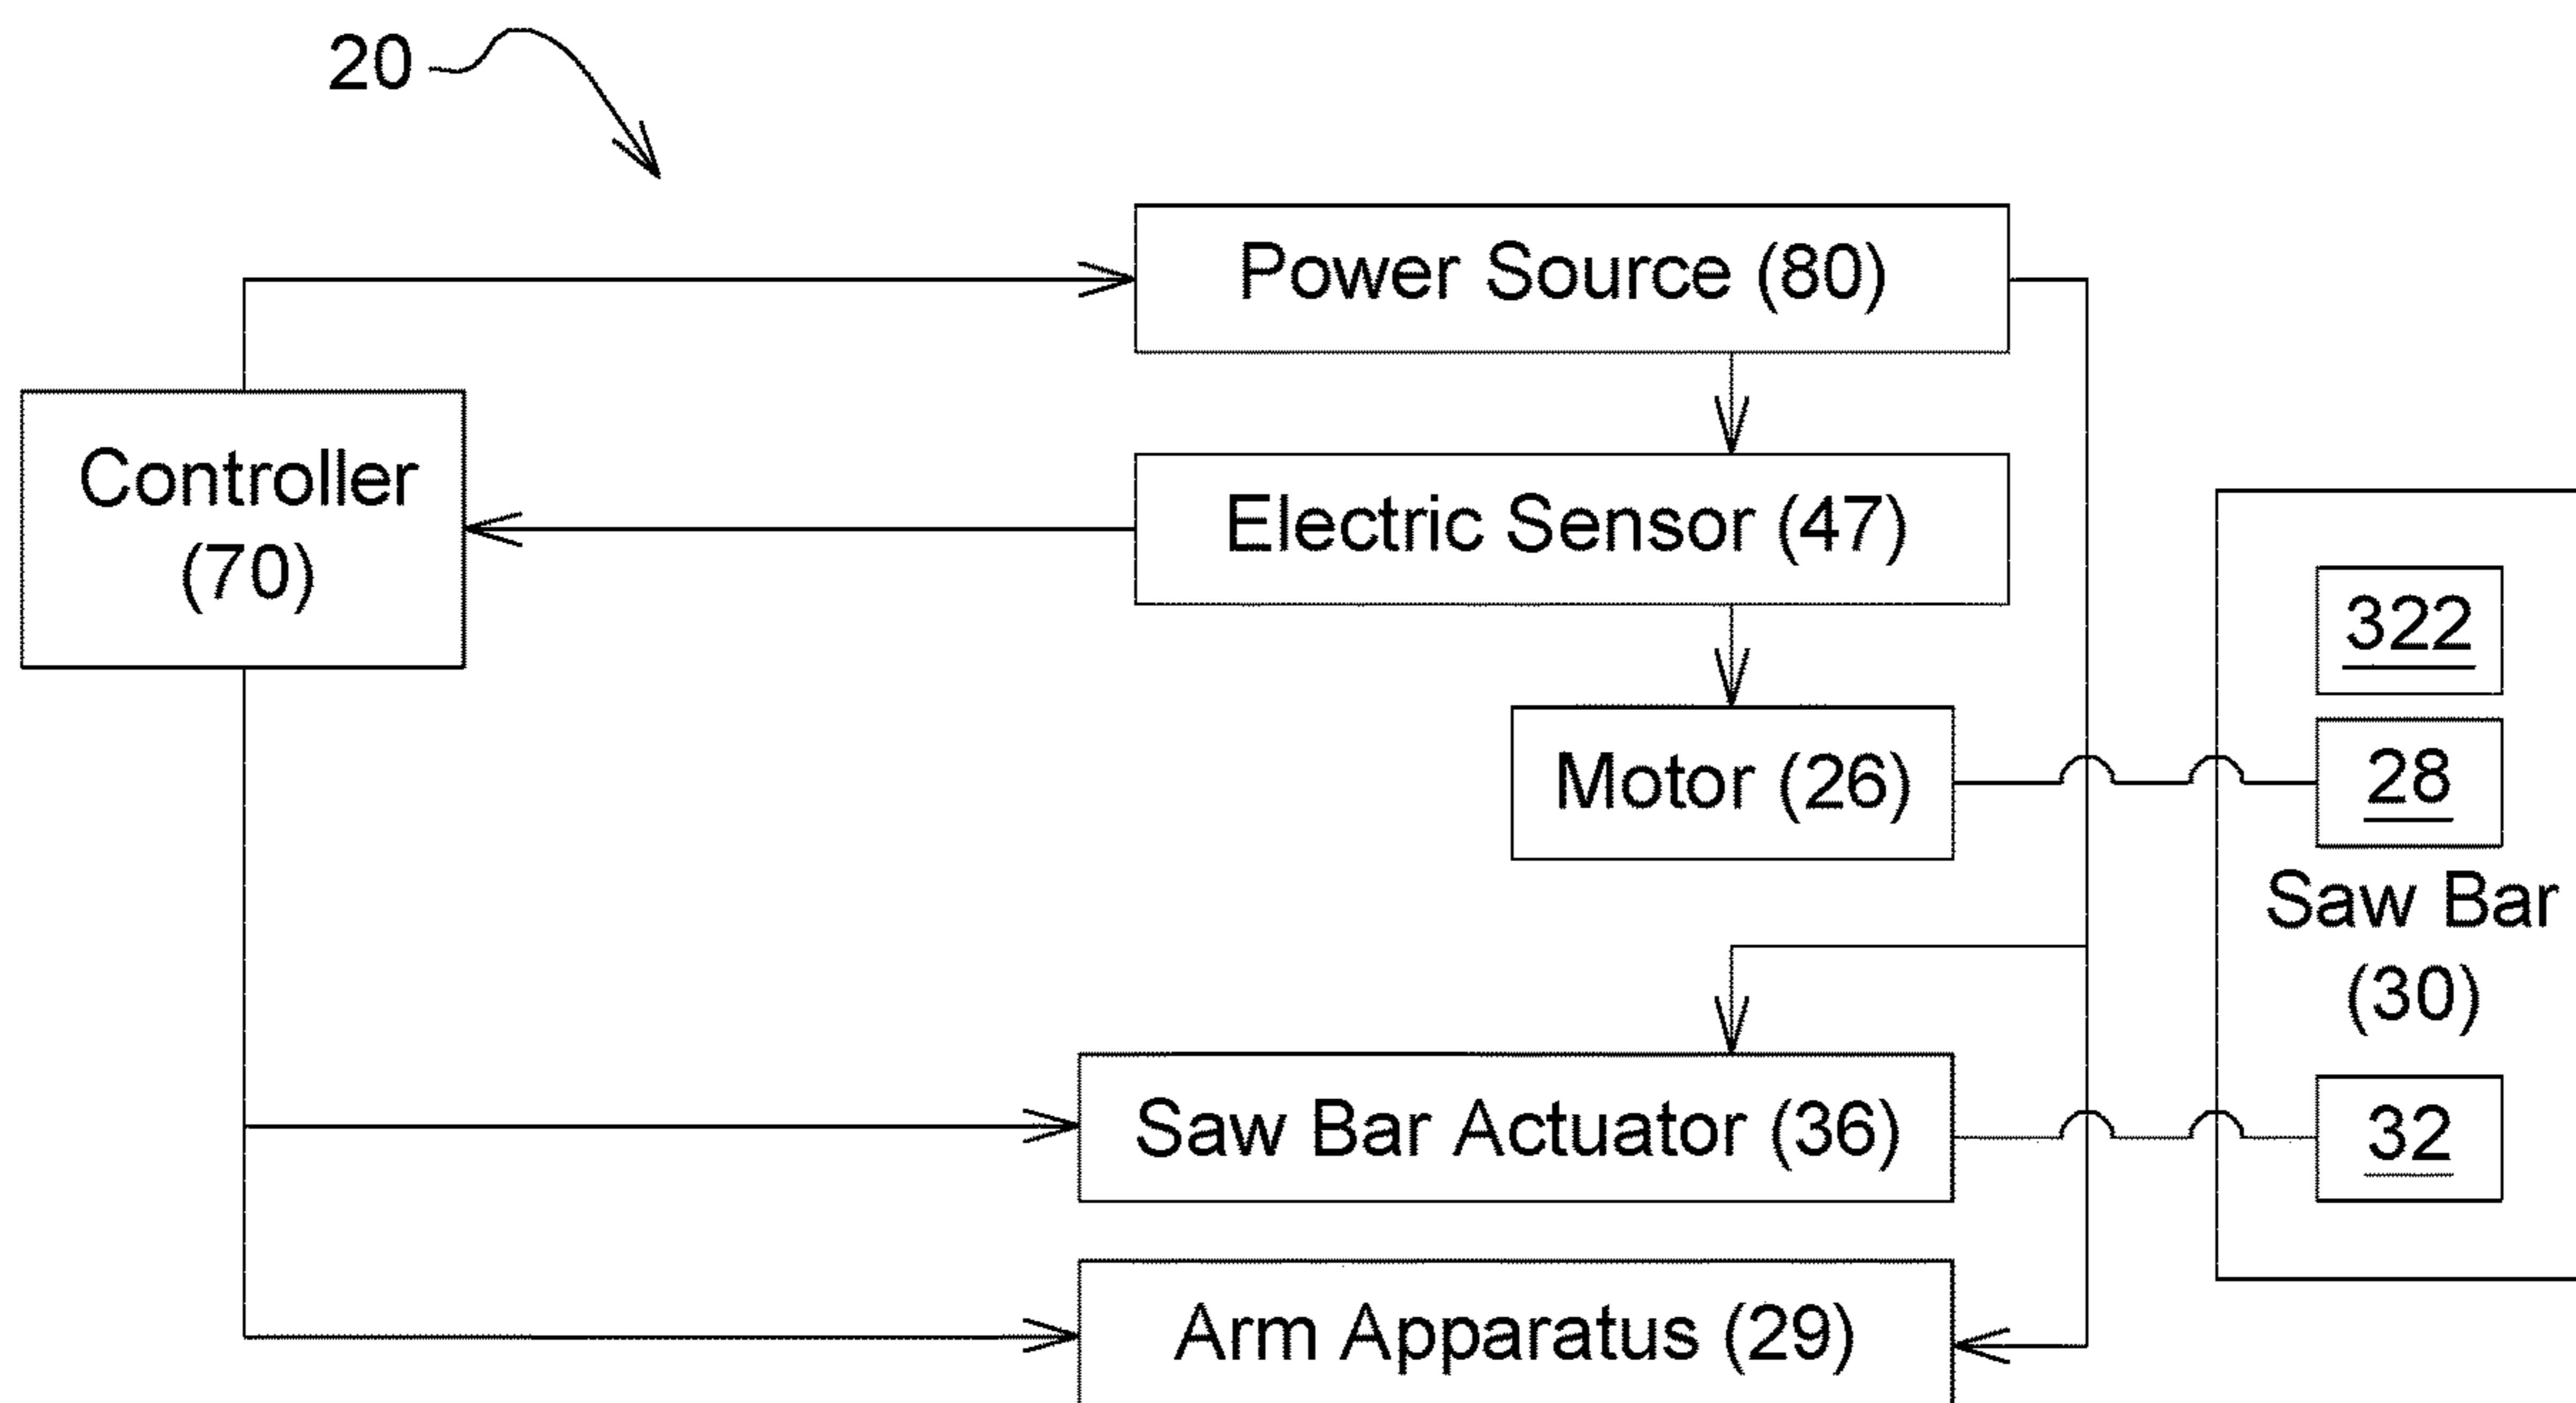 20
Power Source (80)
Controller
(70)
Electric Sensor (47)
322
Motor (26)
28
Saw Bar
(30)
Saw Bar Actuator (36)
32
Arm Apparatus (29)